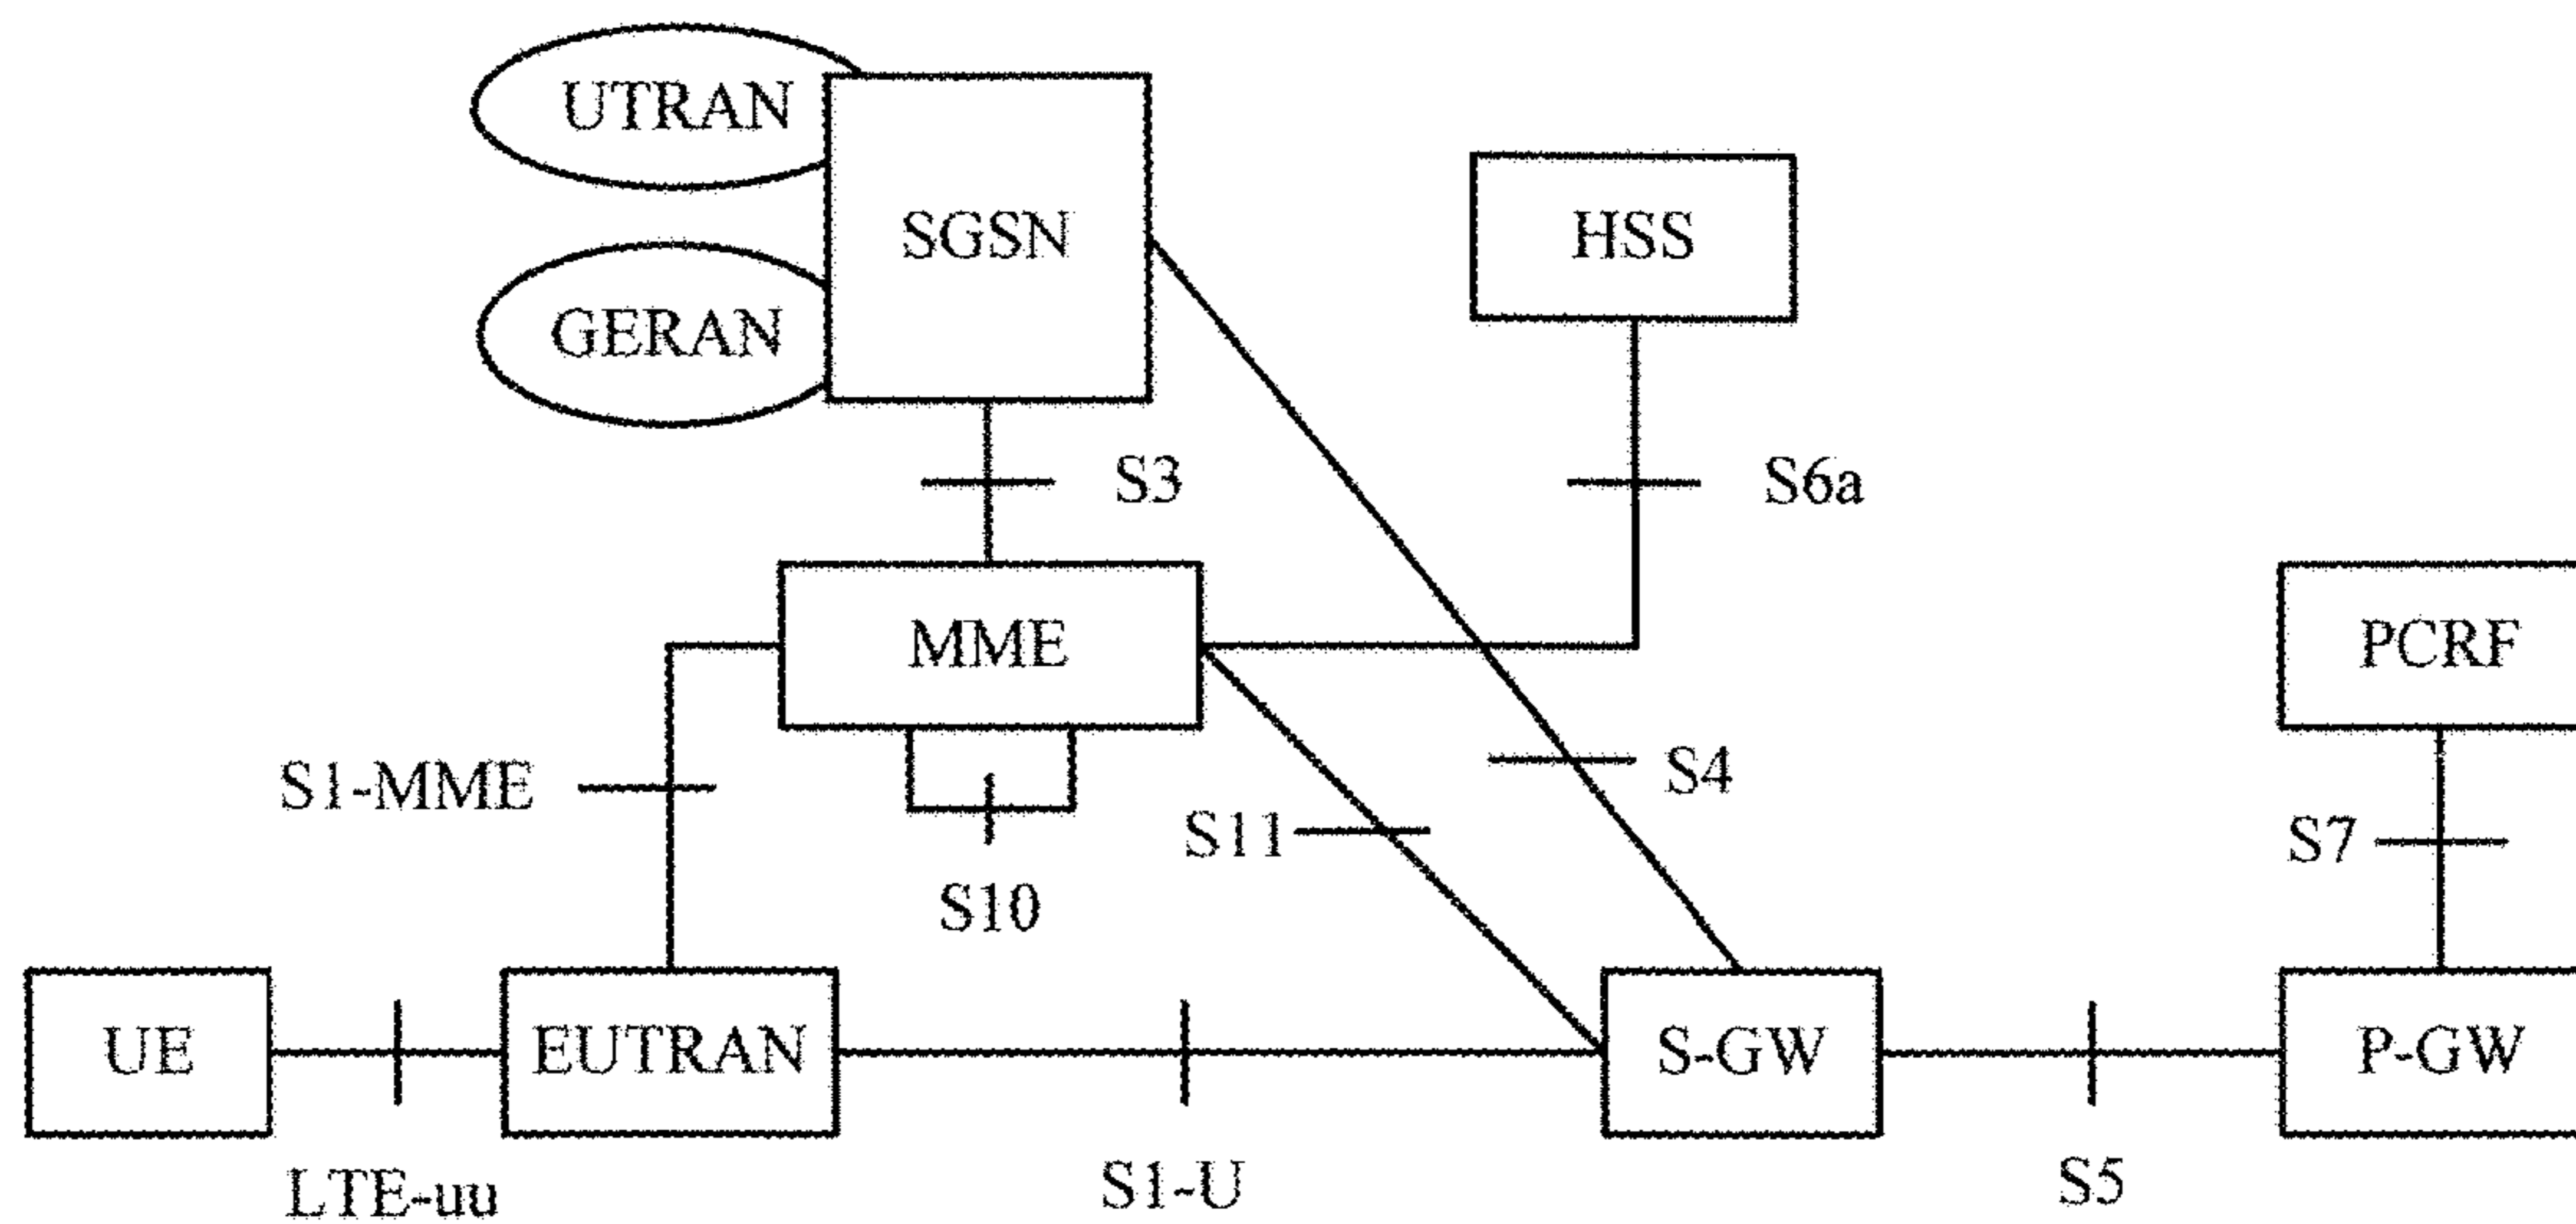 UTRAN
SGSN
HSS
GERAN
S3
S6a
MME
PCRF
S1-MME
S4
S11
S7
S10
UE
EUTRAN
S-GW
P-GW
LTE-uu
S1-U
S5